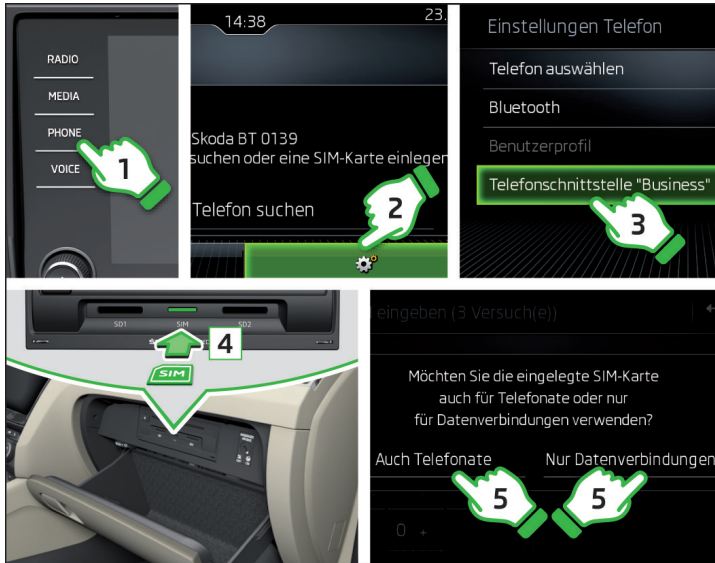 RADIO
MEDIA
PHONE
VOICE
1
14:38
23.
Skoda BT 0139
suchen oder eine SIM-Karte einlegen
Telefon suchen
2
Einstellungen Telefon
Telefon auswählen
Bluetooth
Benutzerprofil
Telefonschnittstelle "Business"
3
SD1
SIM
SD2
4
SIM
eingeben (3 Versuch(e))
Möchten Sie die eingelegte SIM-Karte
auch für Telefonate oder nur
für Datenverbindungen verwenden?
Auch Telefonate
Nur Datenverbindungen
5
5
0 +